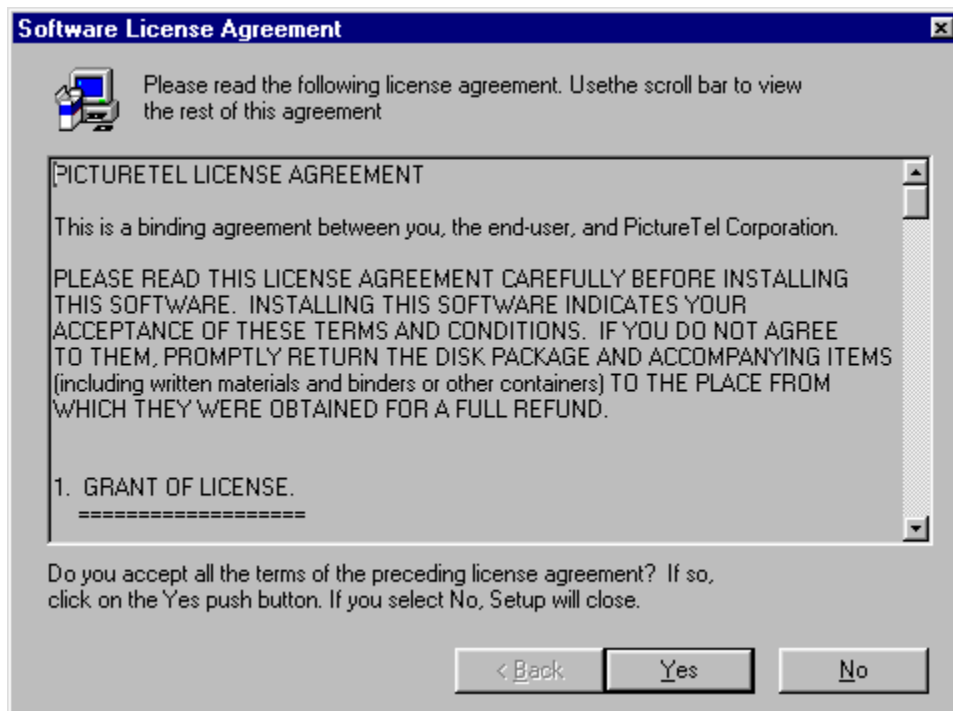 Software License Agreement
Please read the following license agreement. Usethe scroll bar to view
the rest of this agreement
PICTURETEL LICENSE AGREEMENT
This is a binding agreement between you, the end-user, and PictureTel Corporation.
PLEASE READ THIS LICENSE AGREEMENT CAREFULLY BEFORE INSTALLING
THIS SOFTWARE.  INSTALLING THIS SOFTWARE INDICATES YOUR
ACCEPTANCE OF THESE TERMS AND CONDITIONS.  IF YOU DO NOT AGREE
TO THEM, PROMPTLY RETURN THE DISK PACKAGE AND ACCOMPANYING ITEMS
(including written materials and binders or other containers) TO THE PLACE FROM
WHICH THEY WERE OBTAINED FOR A FULL REFUND.
1.  GRANT OF LICENSE.
===================
Do you accept all the terms of the preceding license agreement?  If so,
click on the Yes push button. If you select No, Setup will close.
< Back
Yes
No